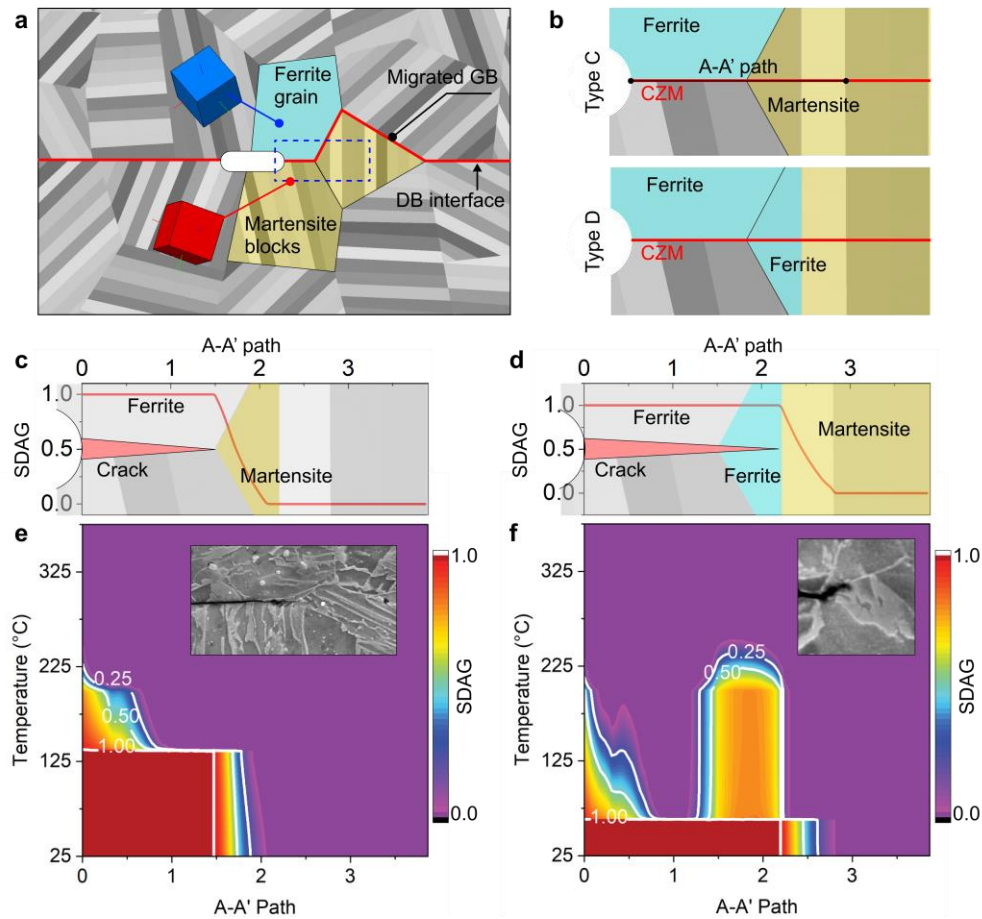 a
Ferrite
grain
Migrated GB
Martensite
blocks
DB interface
b
Type C
Ferrite
A-A' path
CZM
Martensite
Type D
Ferrite
CZM
Ferrite
c
A-A' path
0 1 2 3
SDAG
1.0
0.5
0.0
Ferrite
Crack
Martensite
d
A-A' path
0 1 2 3
SDAG
1.0
0.5
0.0
Ferrite
Crack
Ferrite
Martensite
e
Temperature (°C)
325
225
125
25
0.25
0.50
1.00
0 1 2 3
A-A' Path
1.0
SDAG
0.0
f
Temperature (°C)
325
225
125
25
0.25
0.50
1.00
0 1 2 3
A-A' Path
1.0
SDAG
0.0